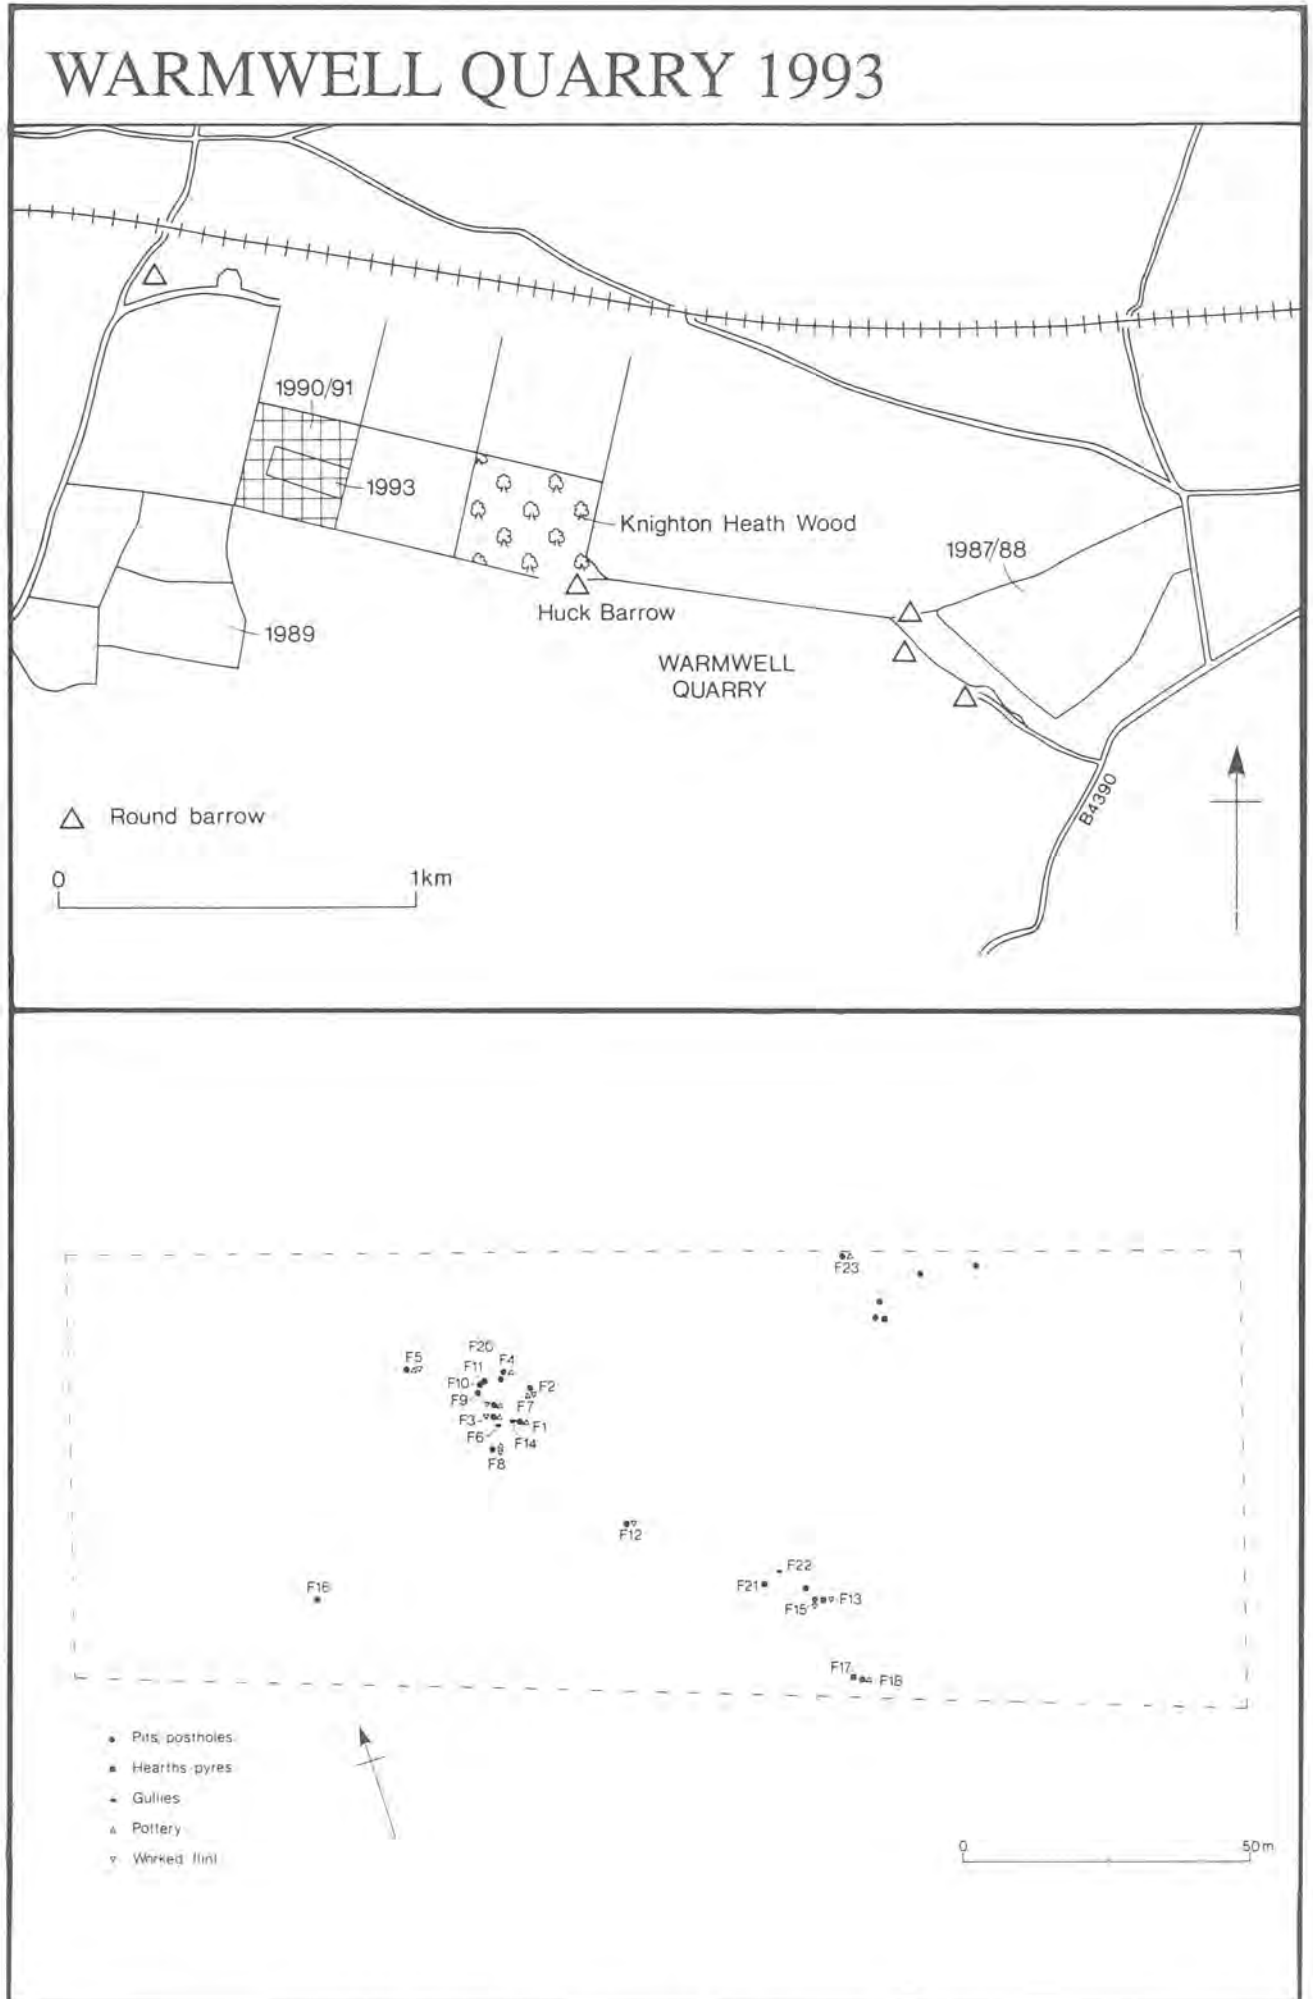 WARMWELL QUARRY 1993
1990/91
1993
Knighton Heath Wood
1987/88
Huck Barrow
1989
WARMWELL
QUARRY
B4390
Round barrow
0 1km
F23
F20
F5
F11 F4
F10
F2
F9
F7
F3
F1
F6
F14
F8
F12
F22
F21
F16
F13
F15
F17
F18
Pits, postholes
Hearths pyres
Gullies
Pottery
Worked flint
0 50m